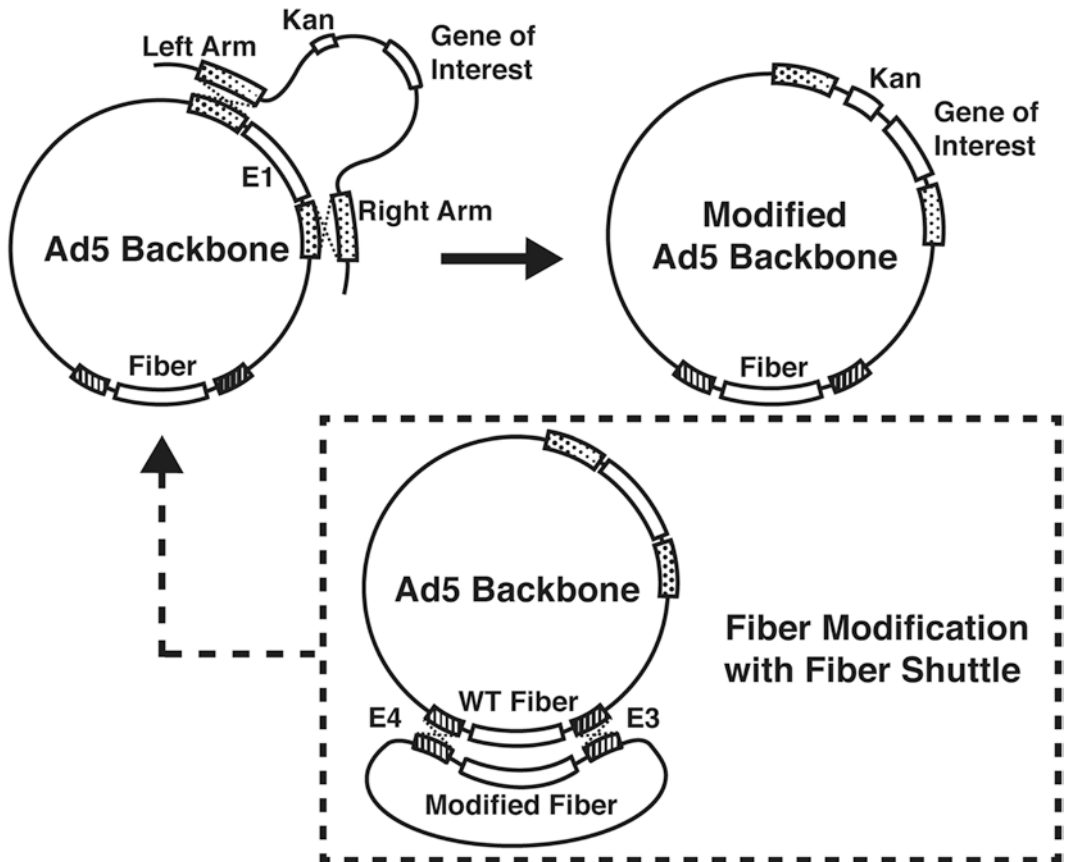 Left Arm
Kan
Gene of
Interest
E1
Right Arm
Ad5 Backbone
Fiber
Kan
Gene of
Interest
Modified
Ad5 Backbone
Fiber
Ad5 Backbone
WT Fiber
E4
E3
Modified Fiber
Fiber Modification
with Fiber Shuttle